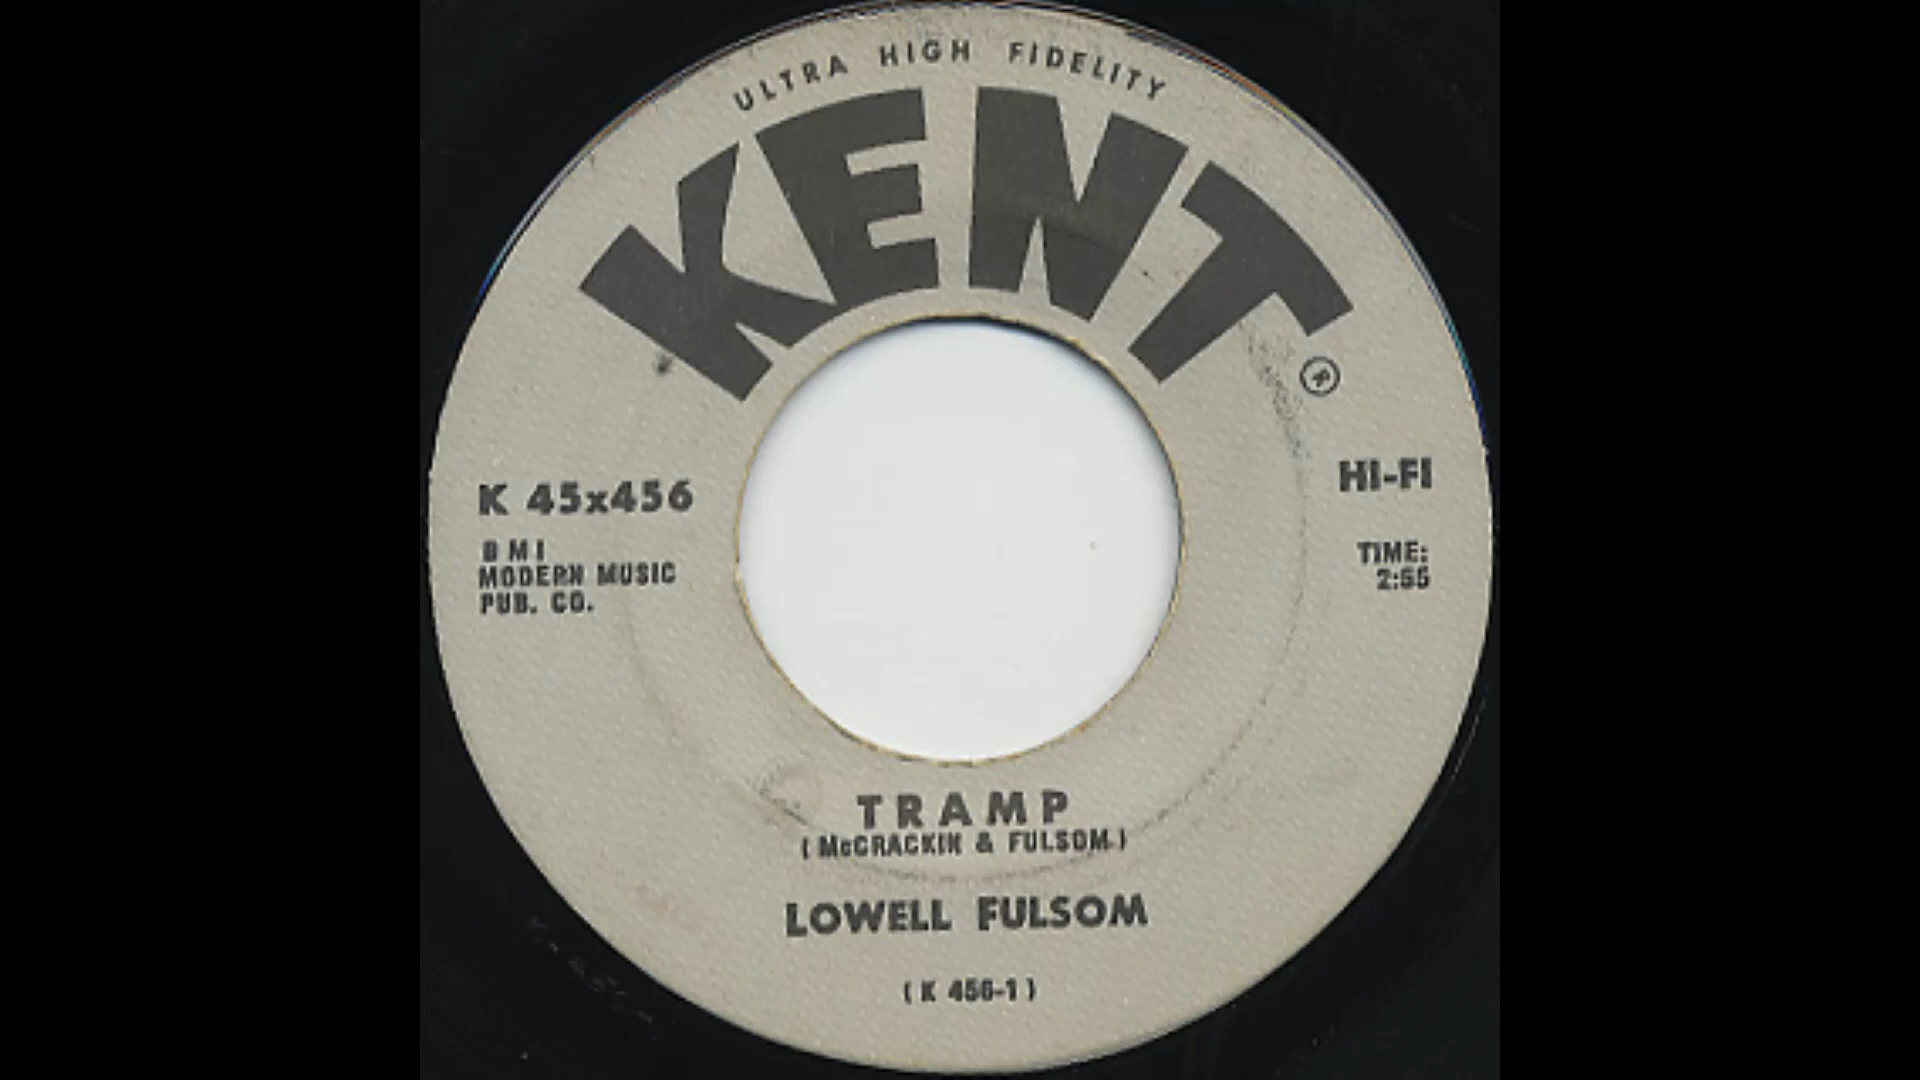 ULTRA HIGH FIDELITY
KENT
®
K 45x456
BMI
MODERN MUSIC
PUB. CO.
HI-FI
TIME:
2:55
TRAMP
( McCRACKIN & FULSOM )
LOWELL FULSOM
( K 456-1 )